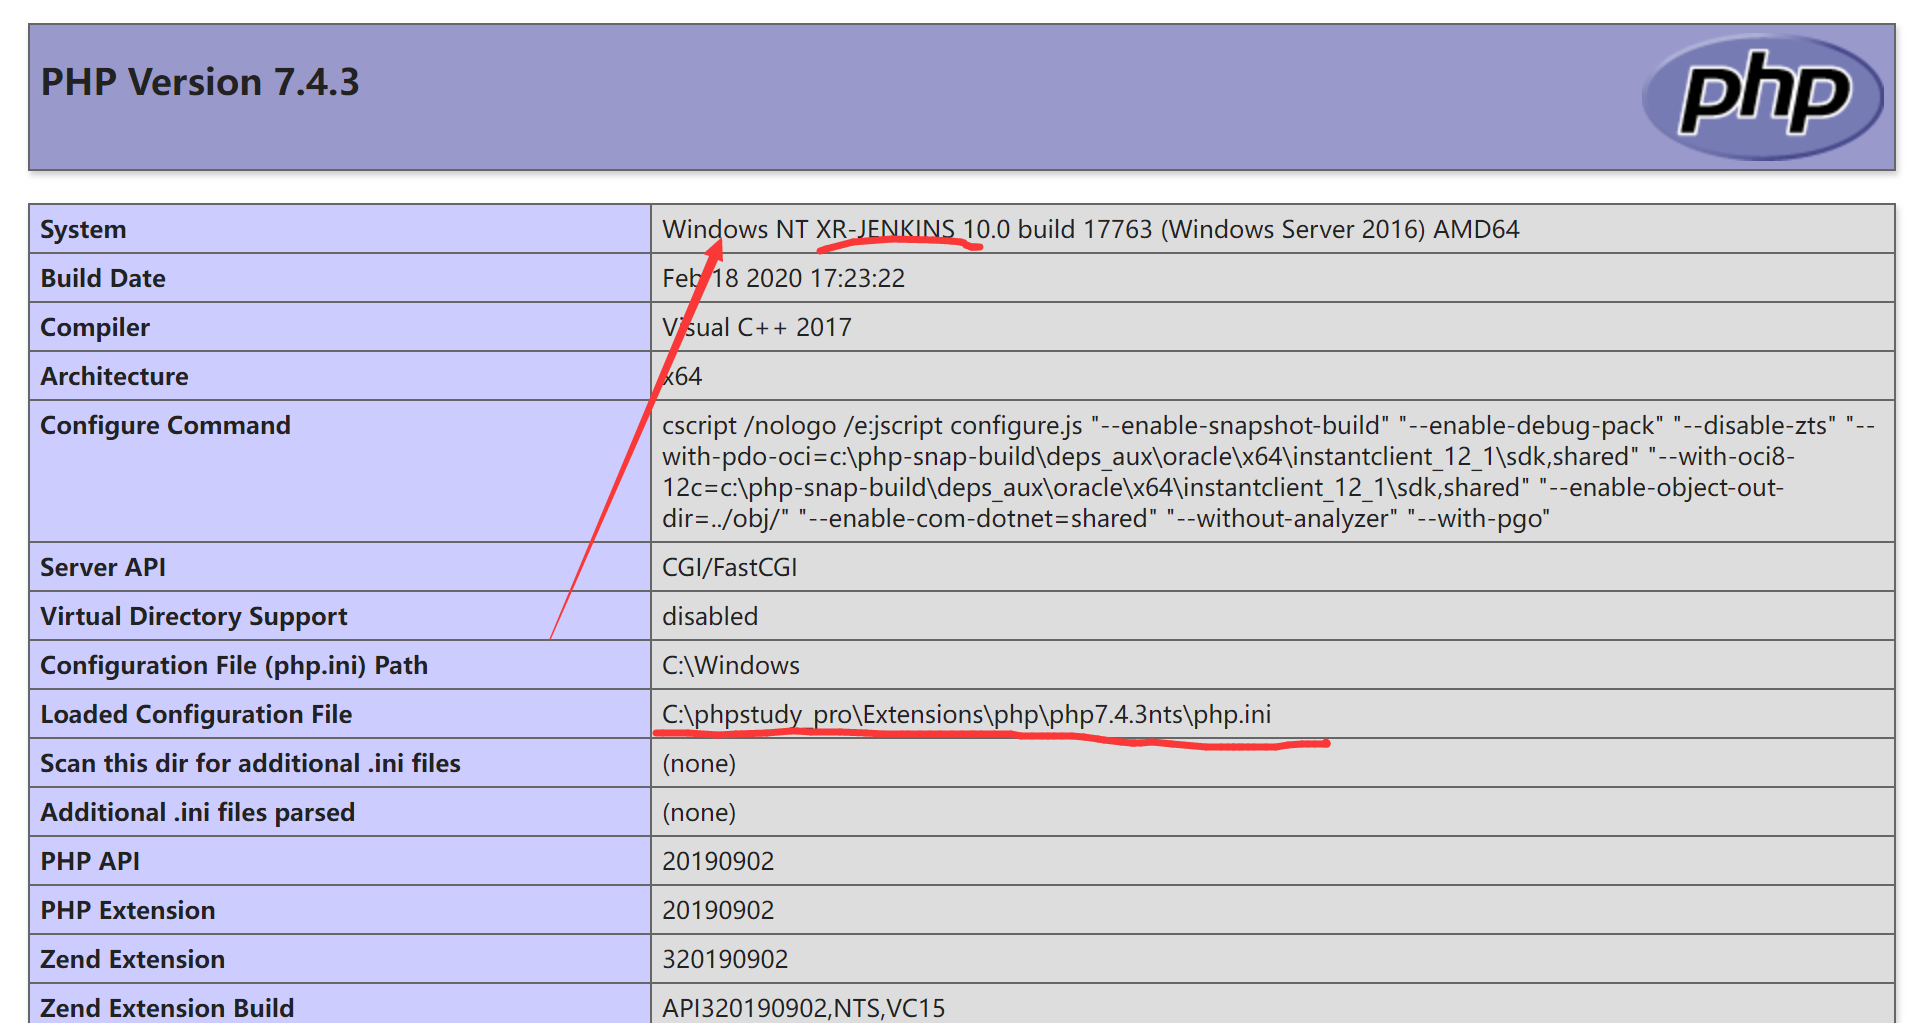 PHP Version 7.4.3
php
System Windows NT XR-JENKINS 10.0 build 17763 (Windows Server 2016) AMD64
Build Date Feb 18 2020 17:23:22
Compiler Visual C++ 2017
Architecture x64
Configure Command cscript /nologo /e:jscript configure.js "--enable-snapshot-build" "--enable-debug-pack" "--disable-zts" "--
with-pdo-oci=c:\php-snap-build\deps_aux\oracle\x64\instantclient_12_1\sdk,shared" "--with-oci8-
12c=c:\php-snap-build\deps_aux\oracle\x64\instantclient_12_1\sdk,shared" "--enable-object-out-
dir=../obj/" "--enable-com-dotnet=shared" "--without-analyzer" "--with-pgo"
Server API CGI/FastCGI
Virtual Directory Support disabled
Configuration File (php.ini) Path C:\Windows
Loaded Configuration File C:\phpstudy_pro\Extensions\php\php7.4.3nts\php.ini
Scan this dir for additional .ini files (none)
Additional .ini files parsed (none)
PHP API 20190902
PHP Extension 20190902
Zend Extension 320190902
Zend Extension Build API320190902,NTS,VC15